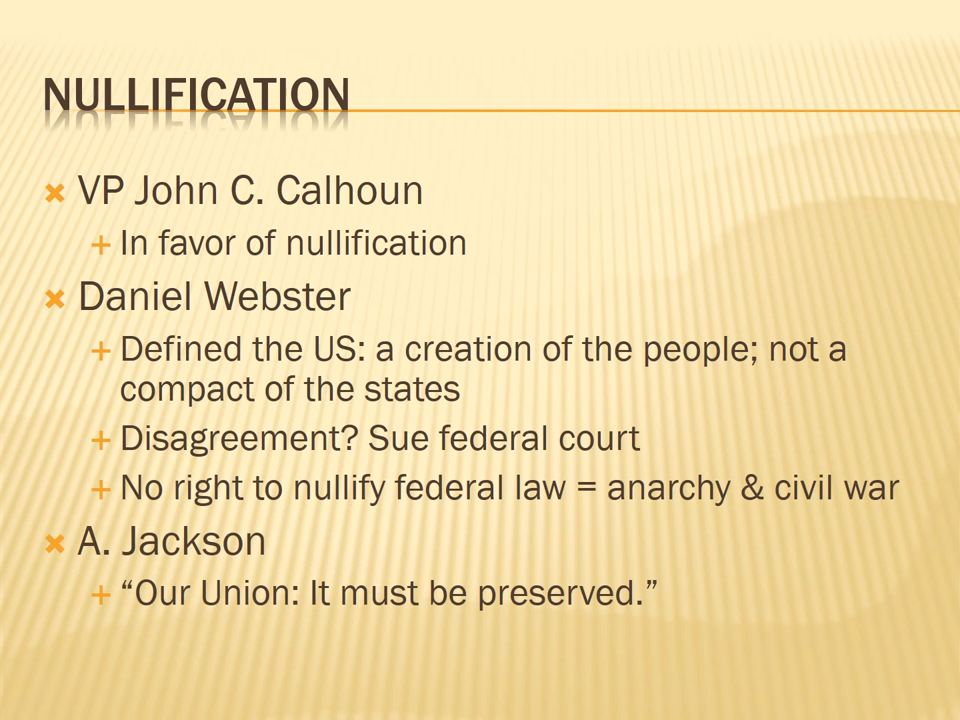 NULLIFICATION
VP John C. Calhoun
In favor of nullification
Daniel Webster
Defined the US: a creation of the people; not a
compact of the states
Disagreement? Sue federal court
No right to nullify federal law = anarchy & civil war
A. Jackson
“Our Union: It must be preserved.”